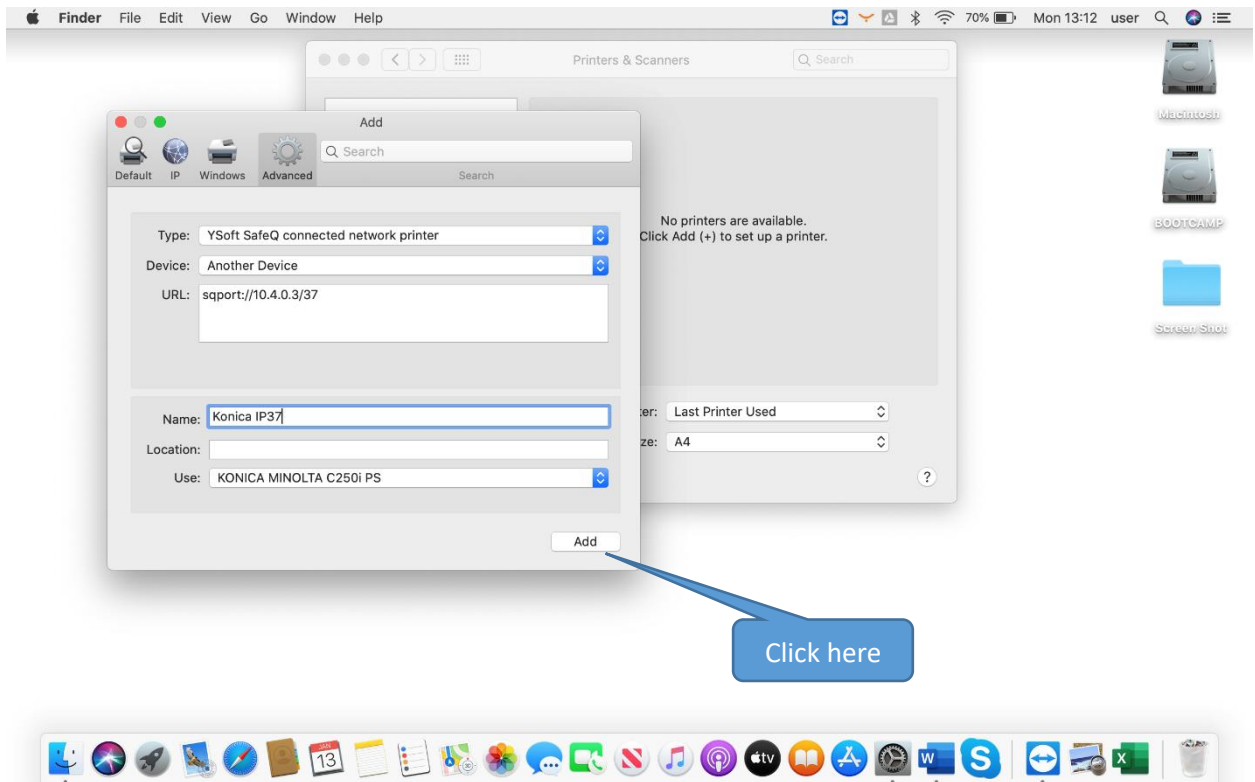 Finder File Edit View Go Window Help 70% Mon 13:12 user
Printers & Scanners Search
Macintosh
Add
Search
Default IP Windows Advanced Search
No printers are available.
Click Add (+) to set up a printer.
BOOTCAMP
Type: YSoft SafeQ connected network printer
Device: Another Device
URL: sqport://10.4.0.3/37
Screen Shot
Name: Konica IP37
er: Last Printer Used
Location:
ze: A4
Use: KONICA MINOLTA C250i PS
?
Add
Click here
JAN
13
tv
W
S
X